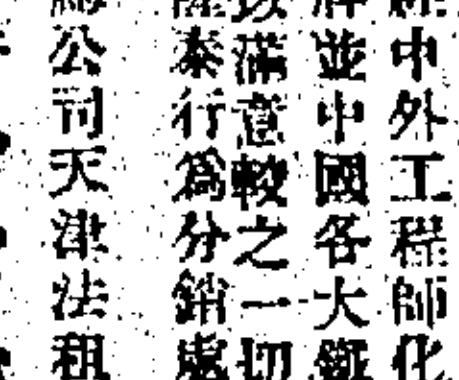 中外工程師化
並中國各大鐵
滿意較之一切
泰行爲分銷處
公司天津法租